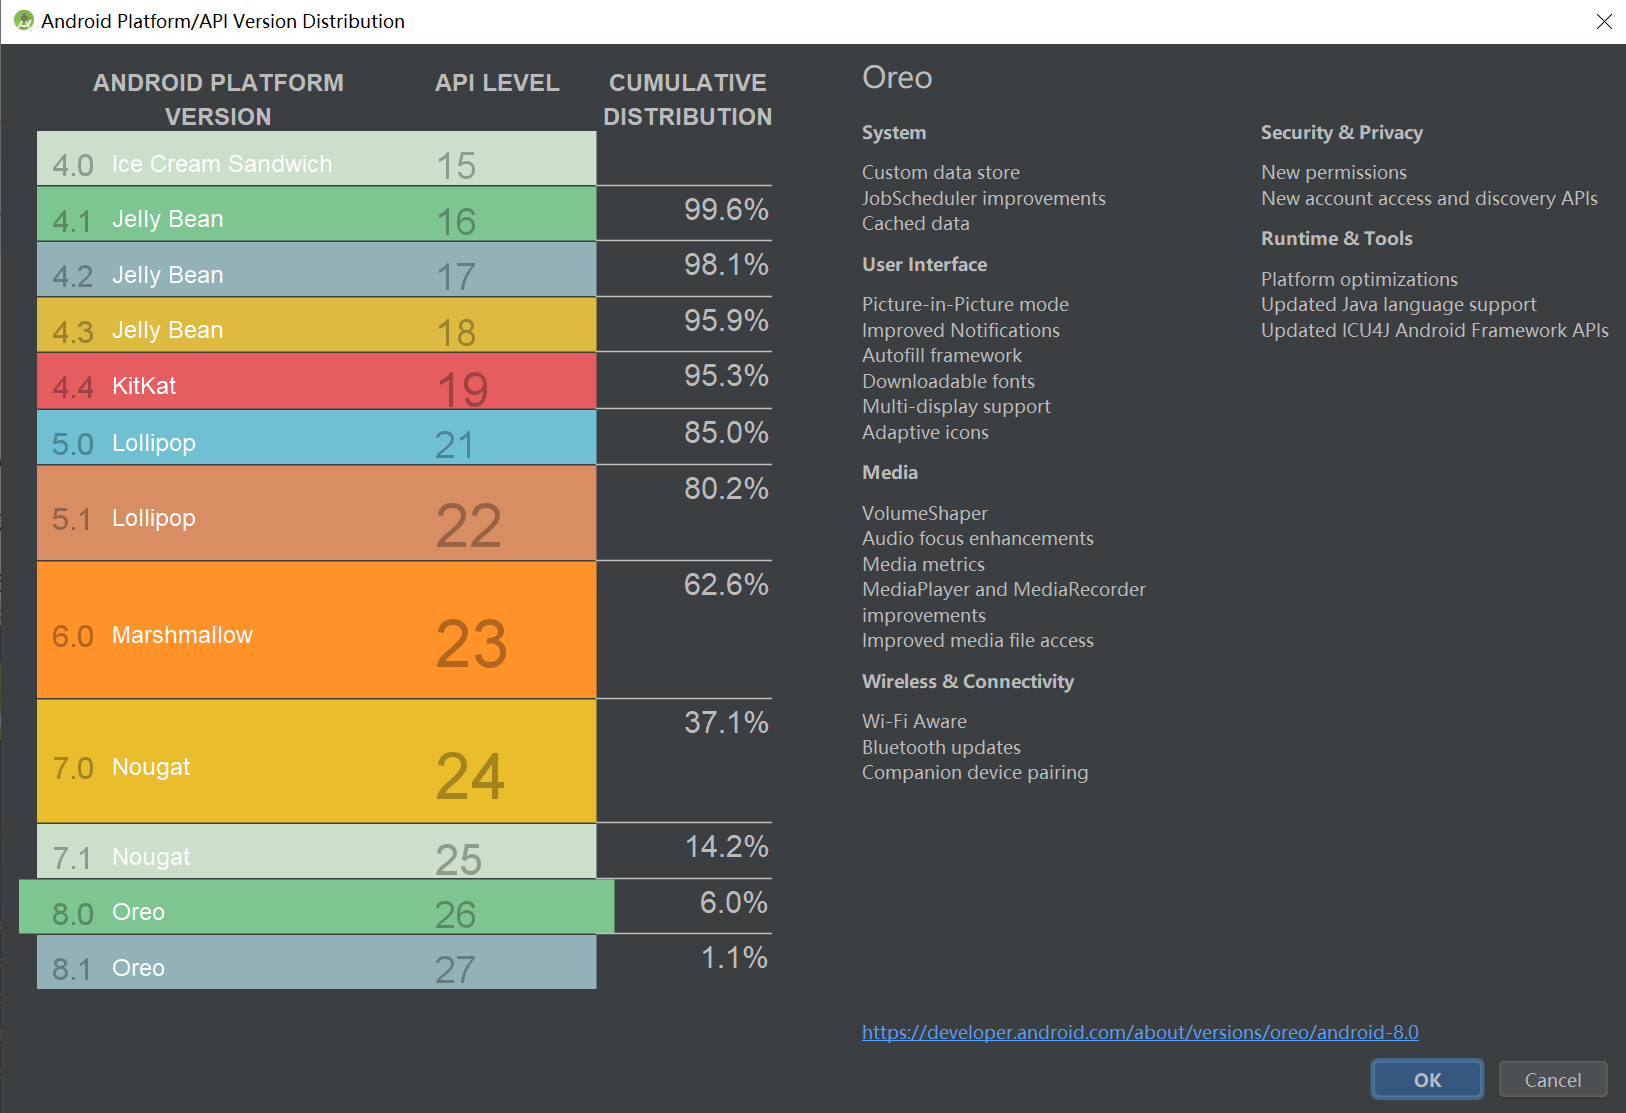 Android Platform/API Version Distribution
ANDROID PLATFORM
VERSION
API LEVEL
CUMULATIVE
DISTRIBUTION
4.0 Ice Cream Sandwich 15
4.1 Jelly Bean 16
99.6%
4.2 Jelly Bean 17
98.1%
4.3 Jelly Bean 18
95.9%
4.4 KitKat 19
95.3%
5.0 Lollipop 21
85.0%
5.1 Lollipop 22
80.2%
6.0 Marshmallow 23
62.6%
7.0 Nougat 24
37.1%
7.1 Nougat 25
14.2%
8.0 Oreo 26
6.0%
8.1 Oreo 27
1.1%
Oreo
System
Custom data store
JobScheduler improvements
Cached data
User Interface
Picture-in-Picture mode
Improved Notifications
Autofill framework
Downloadable fonts
Multi-display support
Adaptive icons
Media
VolumeShaper
Audio focus enhancements
Media metrics
MediaPlayer and MediaRecorder
improvements
Improved media file access
Wireless & Connectivity
Wi-Fi Aware
Bluetooth updates
Companion device pairing
Security & Privacy
New permissions
New account access and discovery APIs
Runtime & Tools
Platform optimizations
Updated Java language support
Updated ICU4J Android Framework APIs
https://developer.android.com/about/versions/oreo/android-8.0
OK
Cancel